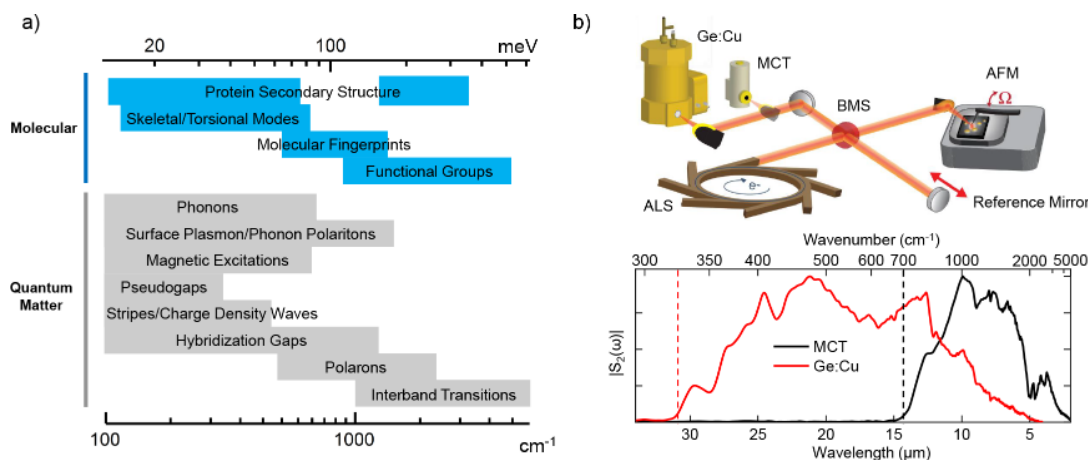 a)
20
100
meV
Molecular
Protein Secondary Structure
Skeletal/Torsional Modes
Molecular Fingerprints
Functional Groups
Quantum
Matter
Phonons
Surface Plasmon/Phonon Polaritons
Magnetic Excitations
Pseudogaps
Stripes/Charge Density Waves
Hybridization Gaps
Polarons
Interband Transitions
100
1000
cm⁻¹
b)
Ge:Cu
MCT
BMS
AFM
Ω
e⁻
ALS
Reference Mirror
Wavenumber (cm⁻¹)
300 350 400 500 600 700 1000 2000 5000
|S₂(ω)|
MCT
Ge:Cu
30 25 20 15 10 5
Wavelength (μm)